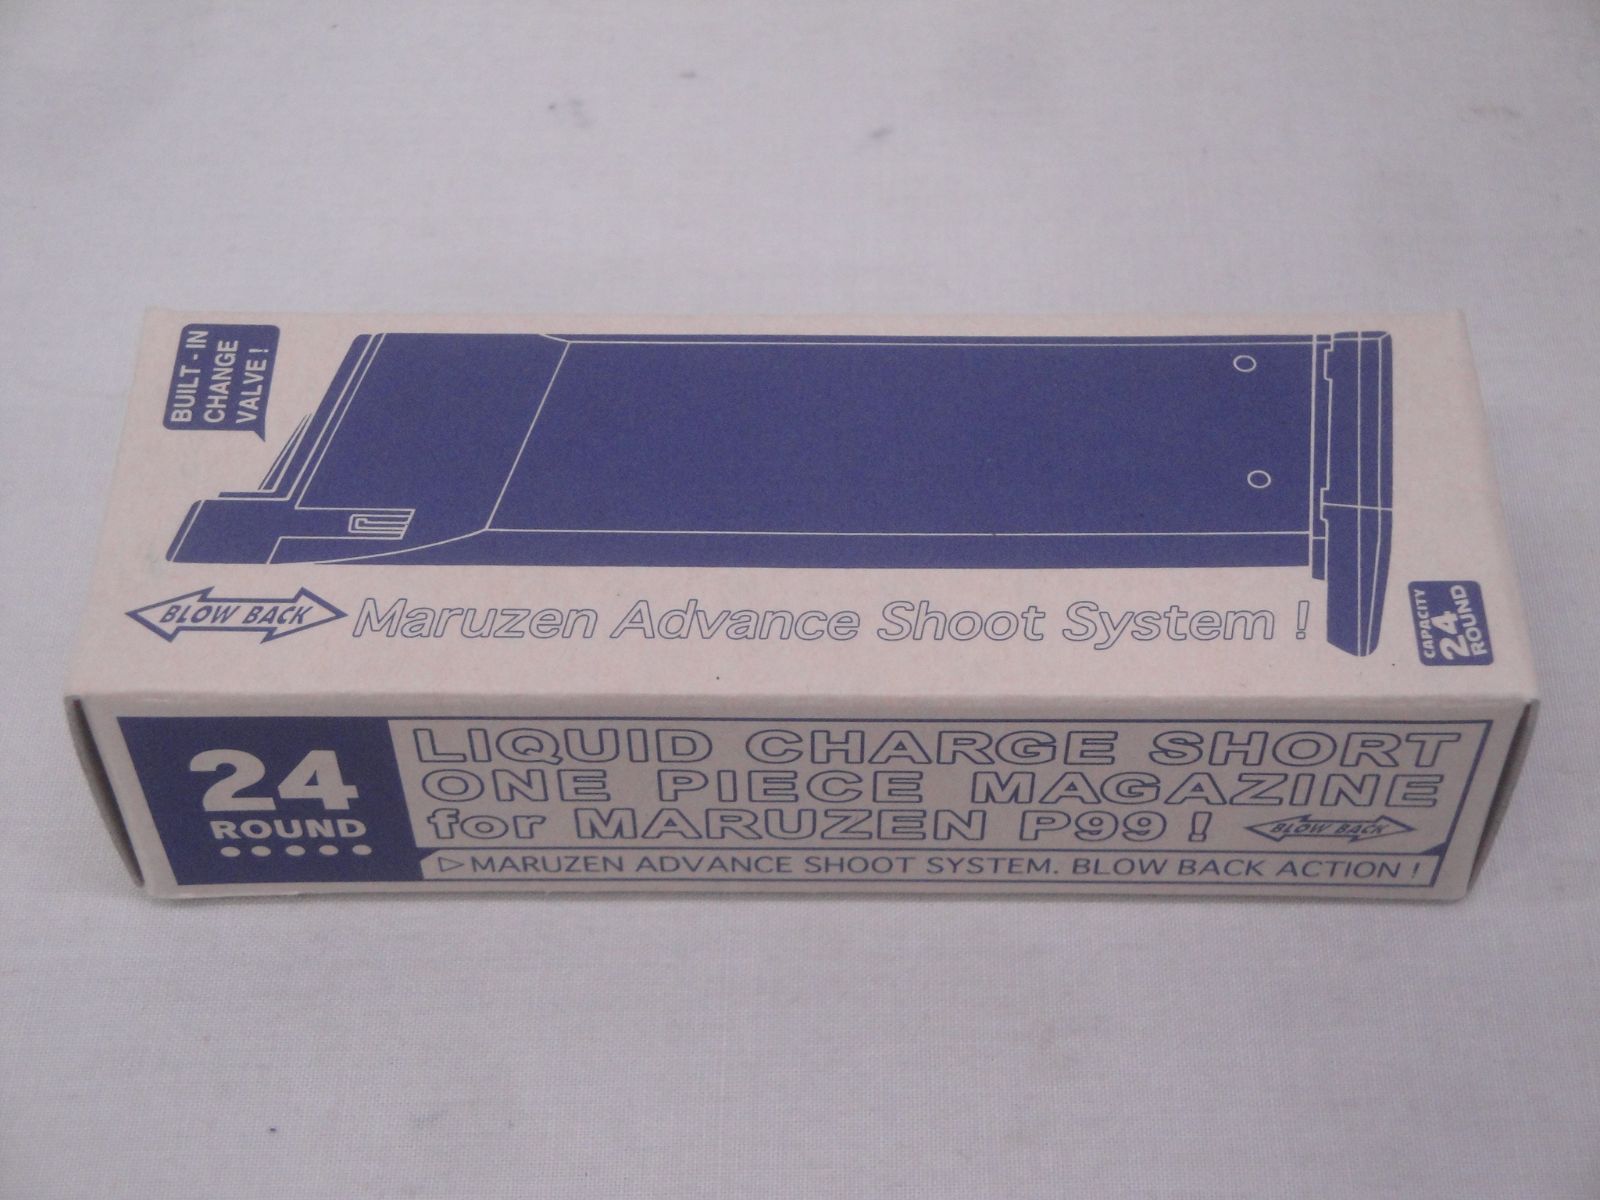 BUILT - IN
CHANGE
VALVE !
BLOW BACK
Maruzen Advance Shoot System !
CAPACITY
24
ROUND
24
ROUND
LIQUID CHARGE SHORT
ONE PIECE MAGAZINE
for MARUZEN P99 ! BLOW BACK
▷MARUZEN ADVANCE SHOOT SYSTEM. BLOW BACK ACTION !